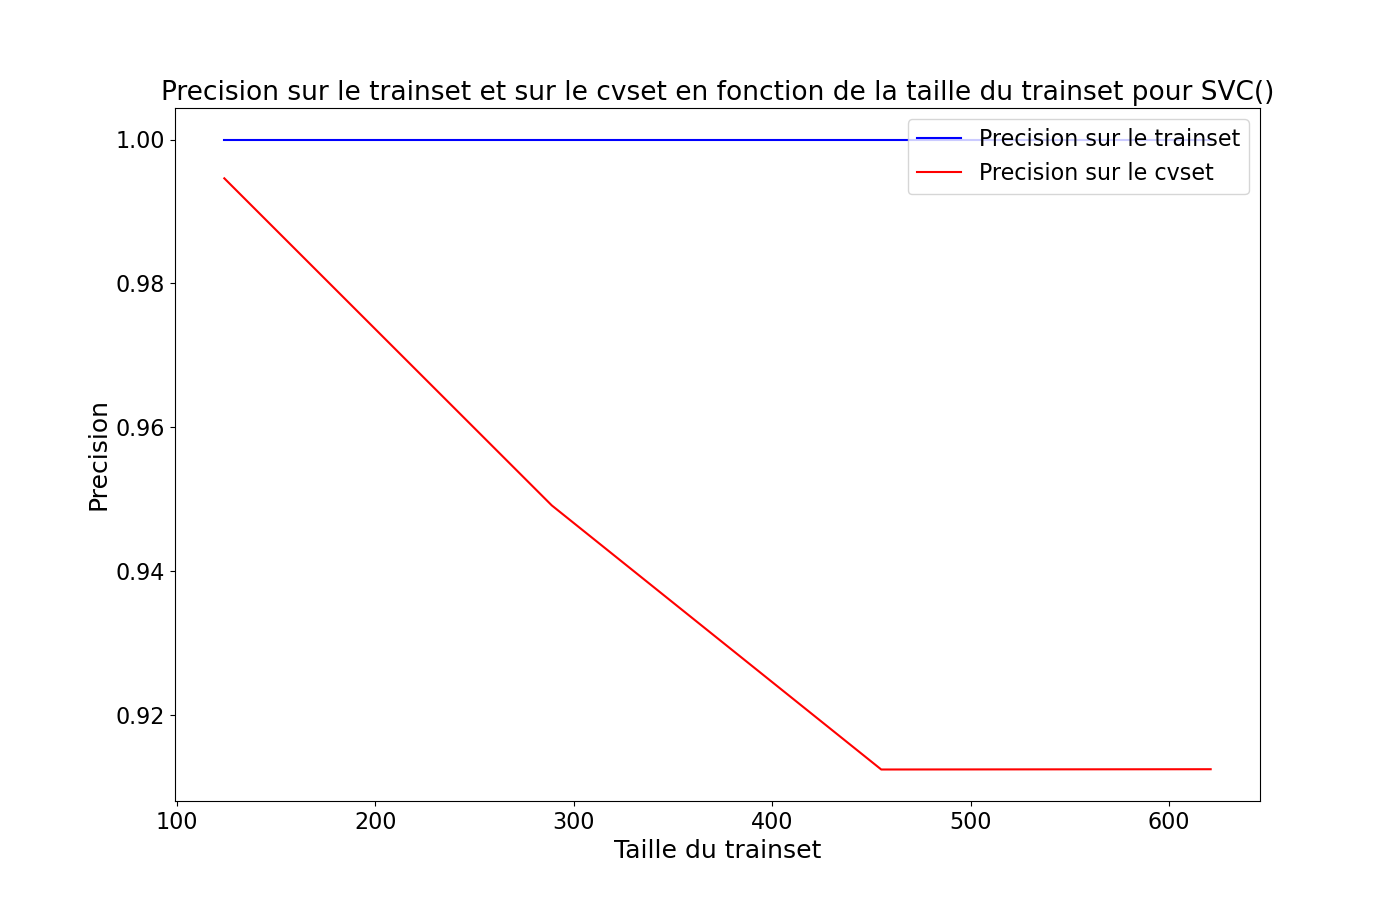 Precision sur le trainset et sur le cvset en fonction de la taille du trainset pour SVC()
1.00
0.98
0.96
0.94
0.92
Precision
Precision sur le trainset
Precision sur le cvset
100 200 300 400 500 600
Taille du trainset